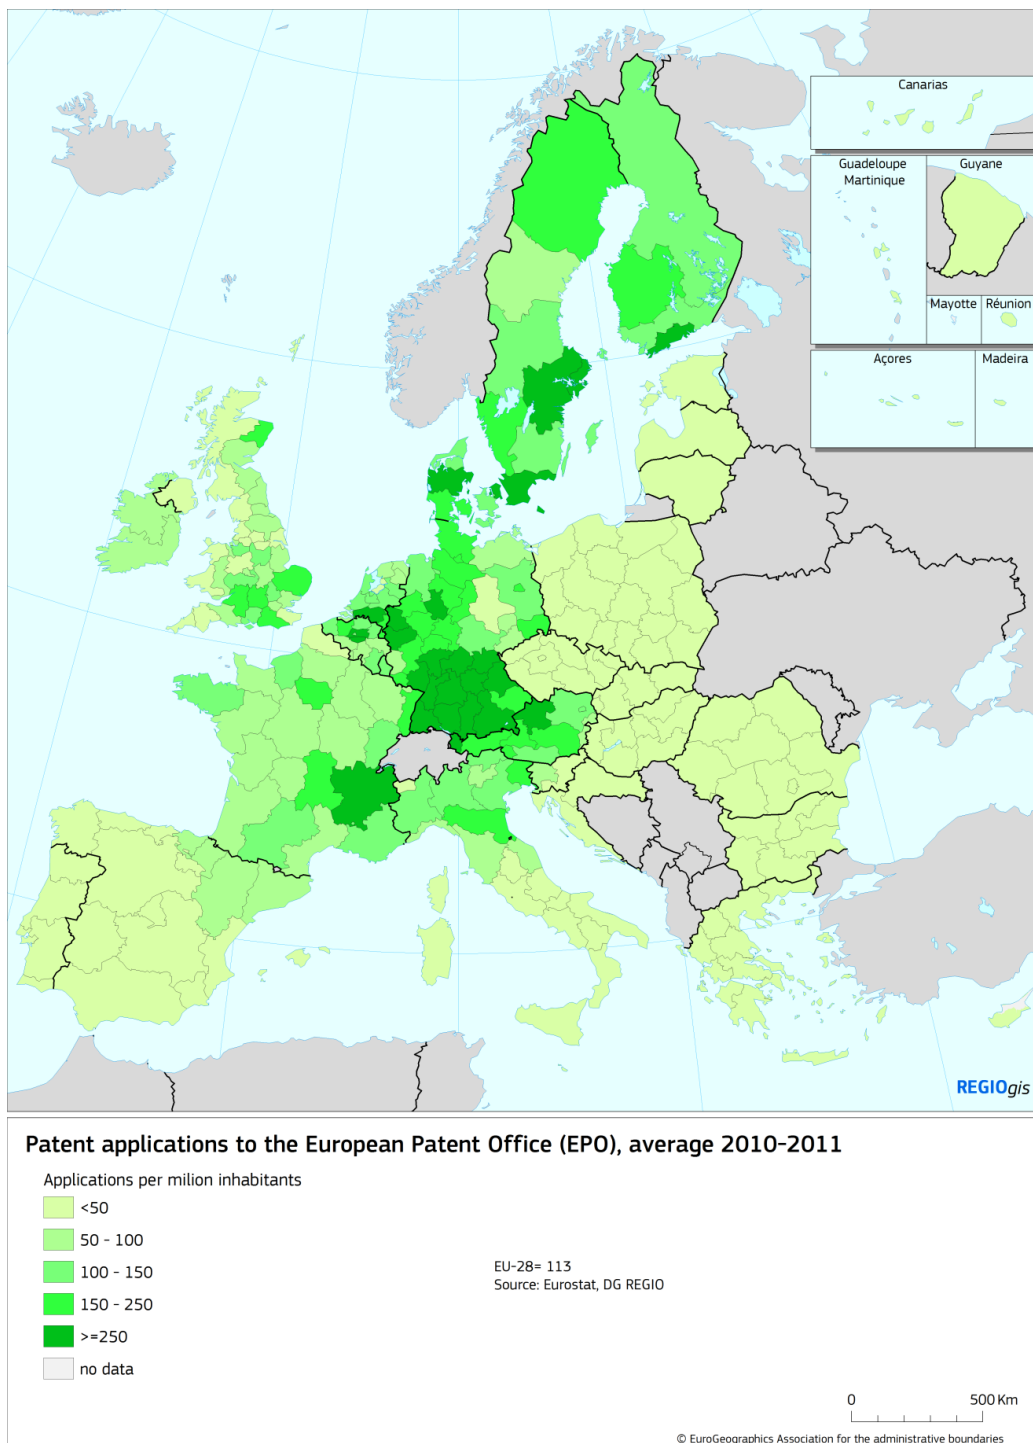 Canarias
Guadeloupe
Martinique
Guyane
Mayotte
Réunion
Açores
Madeira
REGIOgis
Patent applications to the European Patent Office (EPO), average 2010-2011
Applications per milion inhabitants
<50
50 - 100
100 - 150
150 - 250
>=250
no data
EU-28= 113
Source: Eurostat, DG REGIO
0 500 Km
© EuroGeographics Association for the administrative boundaries